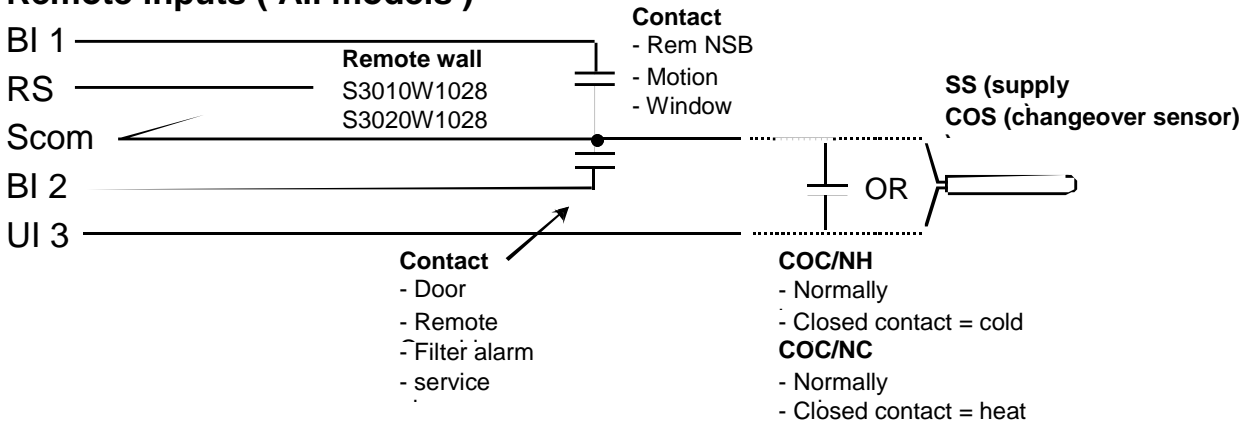 Remote inputs ( All models )
BI 1
RS
Scom
BI 2
UI 3
Remote wall
S3010W1028
S3020W1028
Contact
- Rem NSB
- Motion
- Window
SS (supply
COS (changeover sensor)
OR
Contact
- Door
- Remote
- Filter alarm
- service
COC/NH
- Normally
- Closed contact = cold
COC/NC
- Normally
- Closed contact = heat